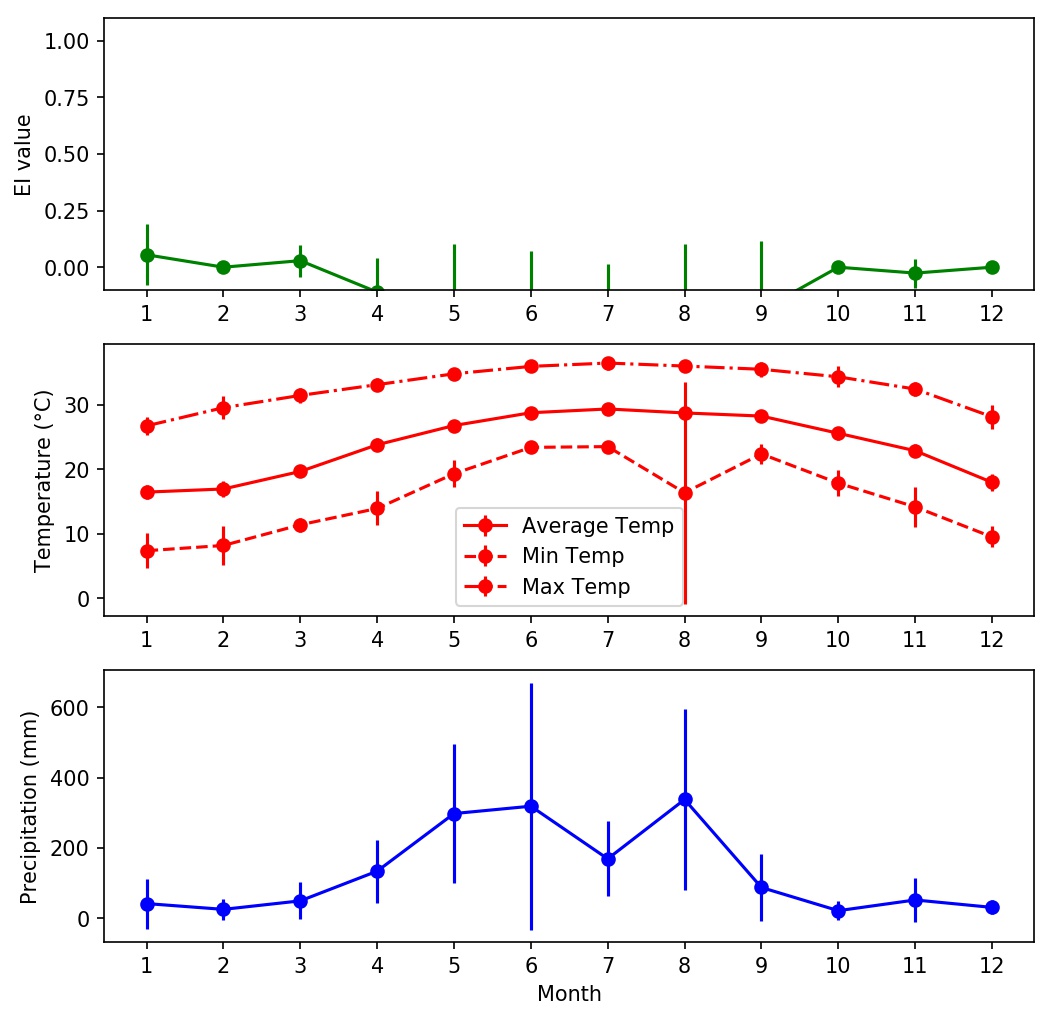 EI value
1.00
0.75
0.50
0.25
0.00
1 2 3 4 5 6 7 8 9 10 11 12
Temperature (°C)
30
20
10
0
Average Temp
Min Temp
Max Temp
1 2 3 4 5 6 7 8 9 10 11 12
Precipitation (mm)
600
400
200
0
1 2 3 4 5 6 7 8 9 10 11 12
Month